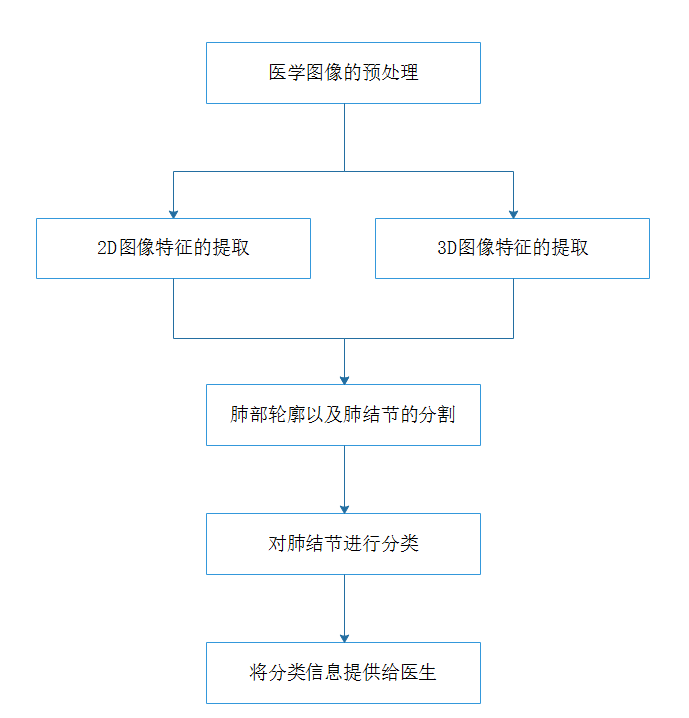 医学图像的预处理
2D图像特征的提取
3D图像特征的提取
肺部轮廓以及肺结节的分割
对肺结节进行分类
将分类信息提供给医生